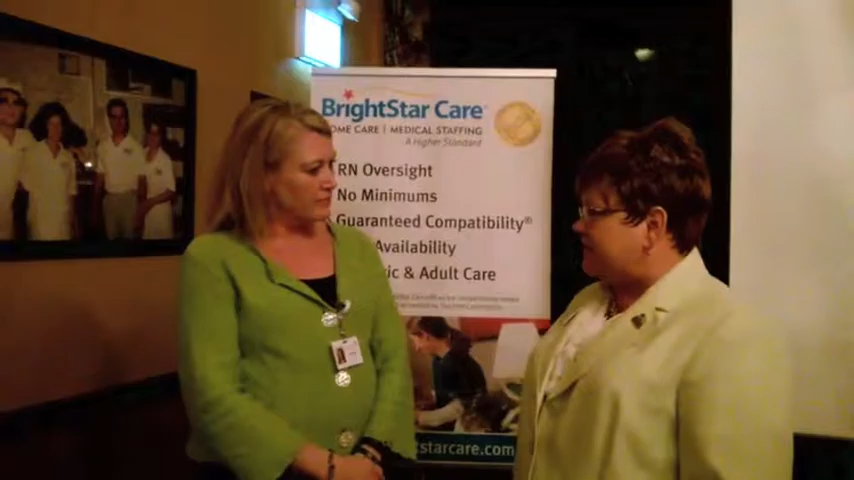 BrightStar Care
OME CARE | MEDICAL STAFFING
A Higher Standard
RN Oversight
No Minimums
Guaranteed Compatibility®
Availability
ic & Adult Care
starcare.com